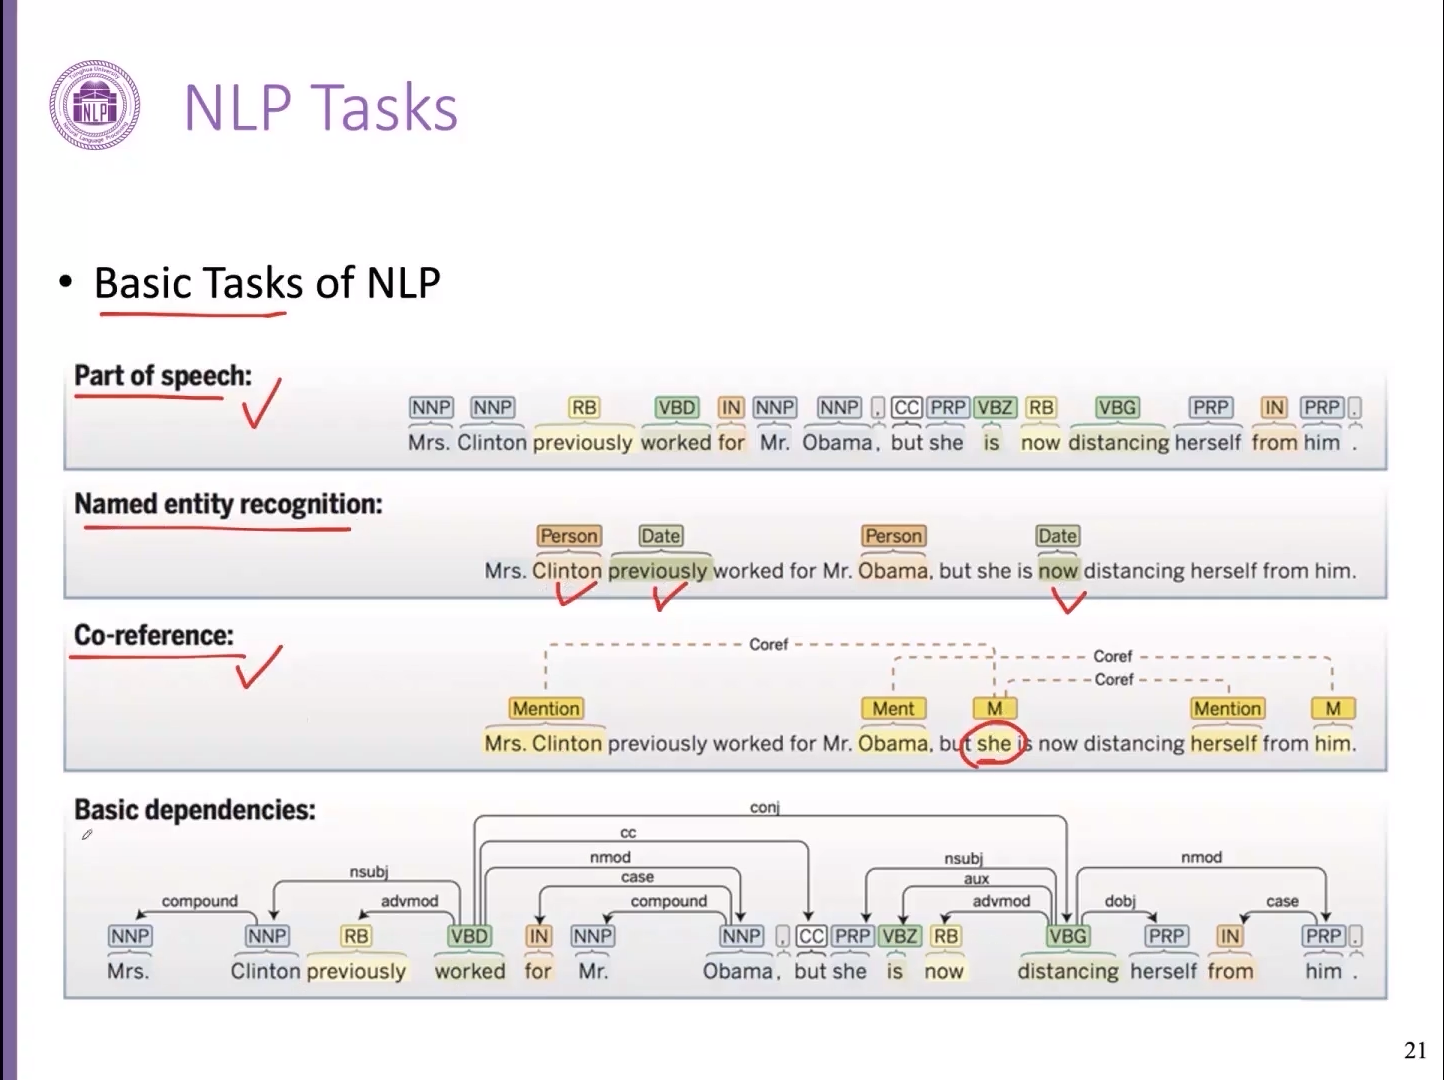 Tsinghua University
NLP
Natural Language Processing
NLP Tasks
• Basic Tasks of NLP
Part of speech:
NNP NNP RB VBD IN NNP NNP , CC PRP VBZ RB VBG PRP IN PRP .
Mrs. Clinton previously worked for Mr. Obama, but she is now distancing herself from him .
Named entity recognition:
Person Date Person Date
Mrs. Clinton previously worked for Mr. Obama, but she is now distancing herself from him.
Co-reference:
Coref
Coref
Coref
Mention Ment M Mention M
Mrs. Clinton previously worked for Mr. Obama, but she is now distancing herself from him.
Basic dependencies:
conj
cc
nmod nsubj nmod
nsubj case aux
compound advmod compound advmod dobj case
NNP NNP RB VBD IN NNP NNP , CC PRP VBZ RB VBG PRP IN PRP .
Mrs. Clinton previously worked for Mr. Obama, but she is now distancing herself from him .
21